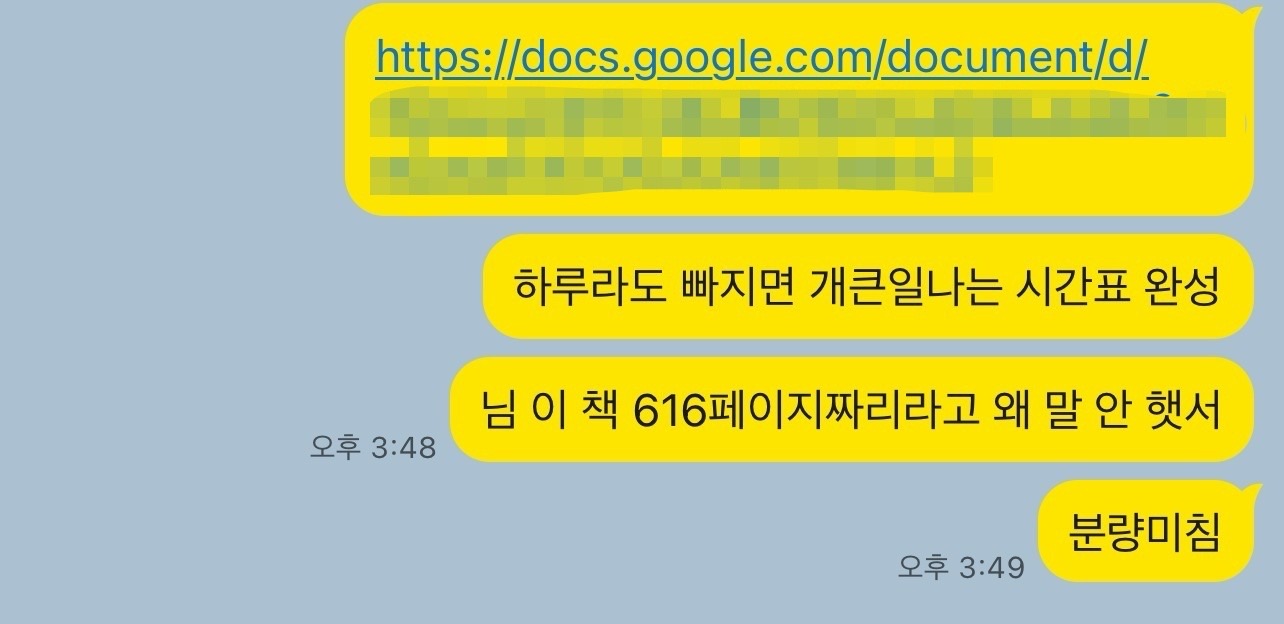 https://docs.google.com/document/d/
하루라도 빠지면 개큰일나는 시간표 완성
님 이 책 616페이지짜리라고 왜 말 안 햇서
오후 3:48
분량미침
오후 3:49